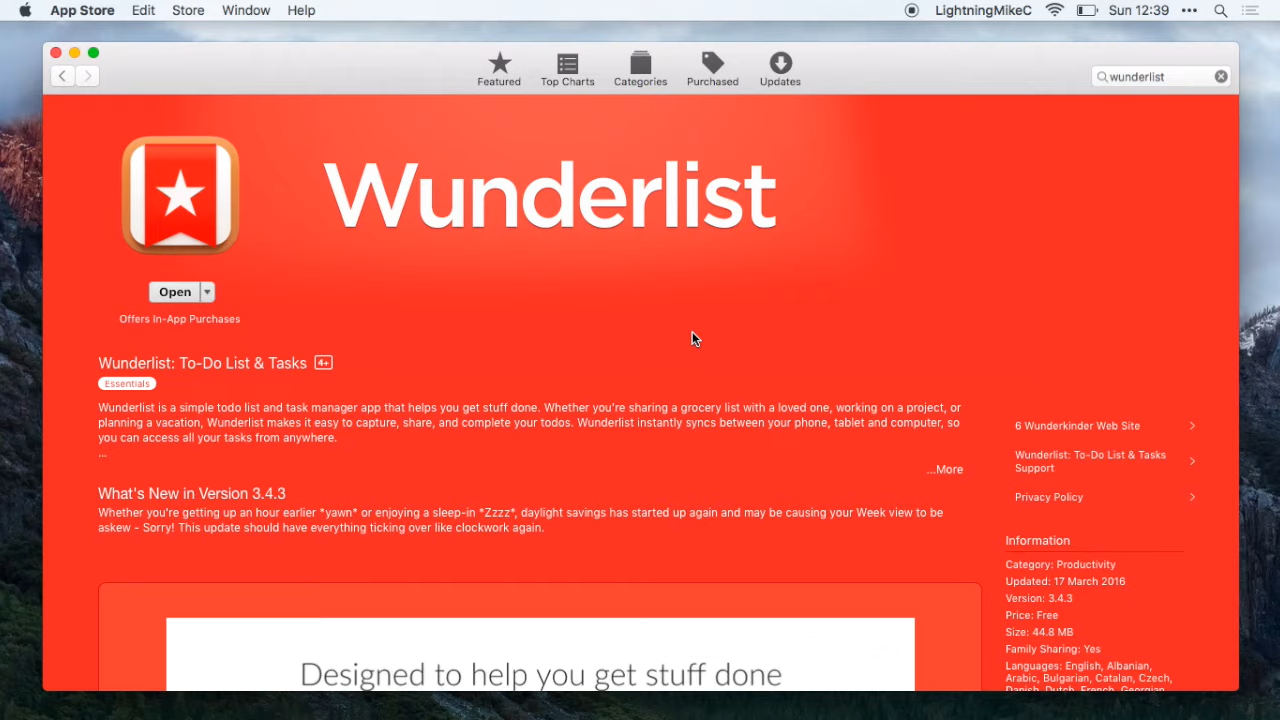 App Store Edit Store Window Help LightningMikeC Sun 12:39
Featured Top Charts Categories Purchased Updates
wunderlist
Wunderlist
Open
Offers In-App Purchases
Wunderlist: To-Do List & Tasks 4+
Essentials
Wunderlist is a simple todo list and task manager app that helps you get stuff done. Whether you're sharing a grocery list with a loved one, working on a project, or
planning a vacation, Wunderlist makes it easy to capture, share, and complete your todos. Wunderlist instantly syncs between your phone, tablet and computer, so
you can access all your tasks from anywhere.
...
...More
What's New in Version 3.4.3
Whether you're getting up an hour earlier *yawn* or enjoying a sleep-in *Zzzz*, daylight savings has started up again and may be causing your Week view to be
askew - Sorry! This update should have everything ticking over like clockwork again.
Designed to help you get stuff done
6 Wunderkinder Web Site
Wunderlist: To-Do List & Tasks
Support
Privacy Policy
Information
Category: Productivity
Updated: 17 March 2016
Version: 3.4.3
Price: Free
Size: 44.8 MB
Family Sharing: Yes
Languages: English, Albanian,
Arabic, Bulgarian, Catalan, Czech,
Danish, Dutch, French, Georgian,